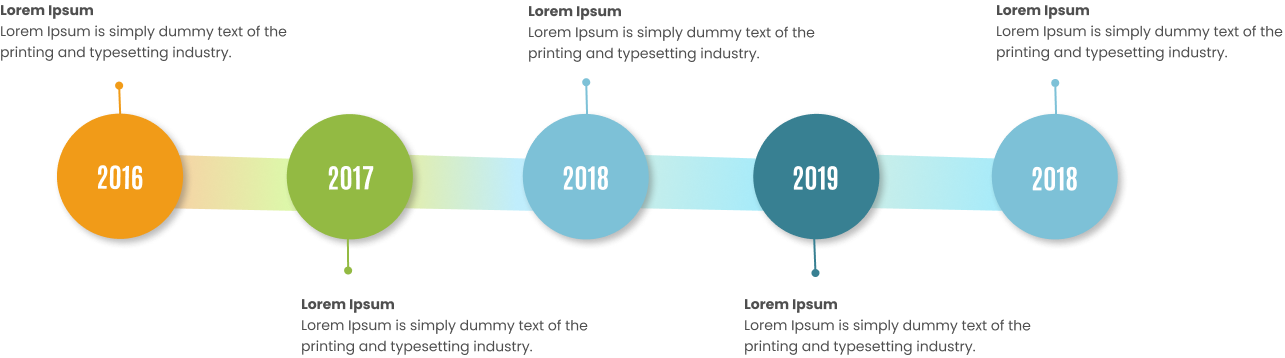 Lorem Ipsum
Lorem Ipsum is simply dummy text of the
printing and typesetting industry.
Lorem Ipsum
Lorem Ipsum is simply dummy text of the
printing and typesetting industry.
Lorem Ipsum
Lorem Ipsum is simply dummy text of the
printing and typesetting industry.
2016
2017
2018
2019
2018
Lorem Ipsum
Lorem Ipsum is simply dummy text of the
printing and typesetting industry.
Lorem Ipsum
Lorem Ipsum is simply dummy text of the
printing and typesetting industry.